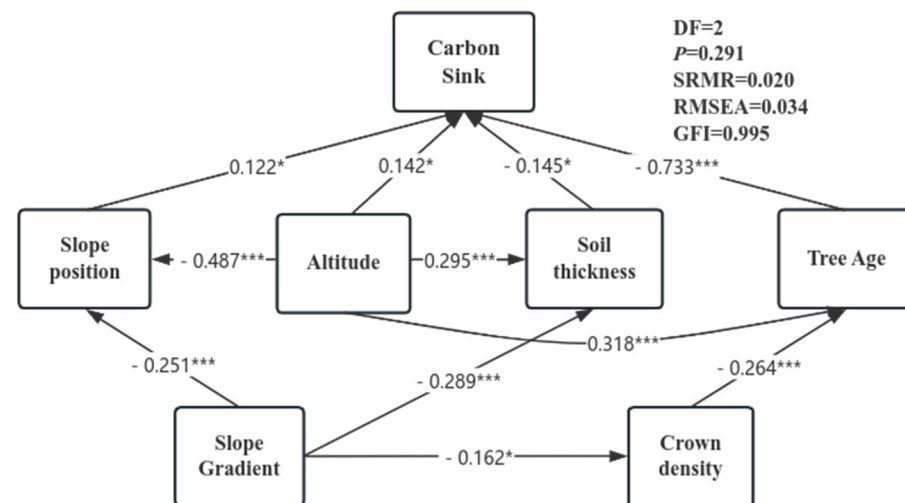 Carbon
Sink
DF=2
P=0.291
SRMR=0.020
RMSEA=0.034
GFI=0.995
0.122*
0.142*
- 0.145*
- 0.733***
Slope
position
- 0.487***
Altitude
0.295***
Soil
thickness
Tree Age
0.318***
- 0.251***
- 0.289***
- 0.264***
Slope
Gradient
- 0.162*
Crown
density